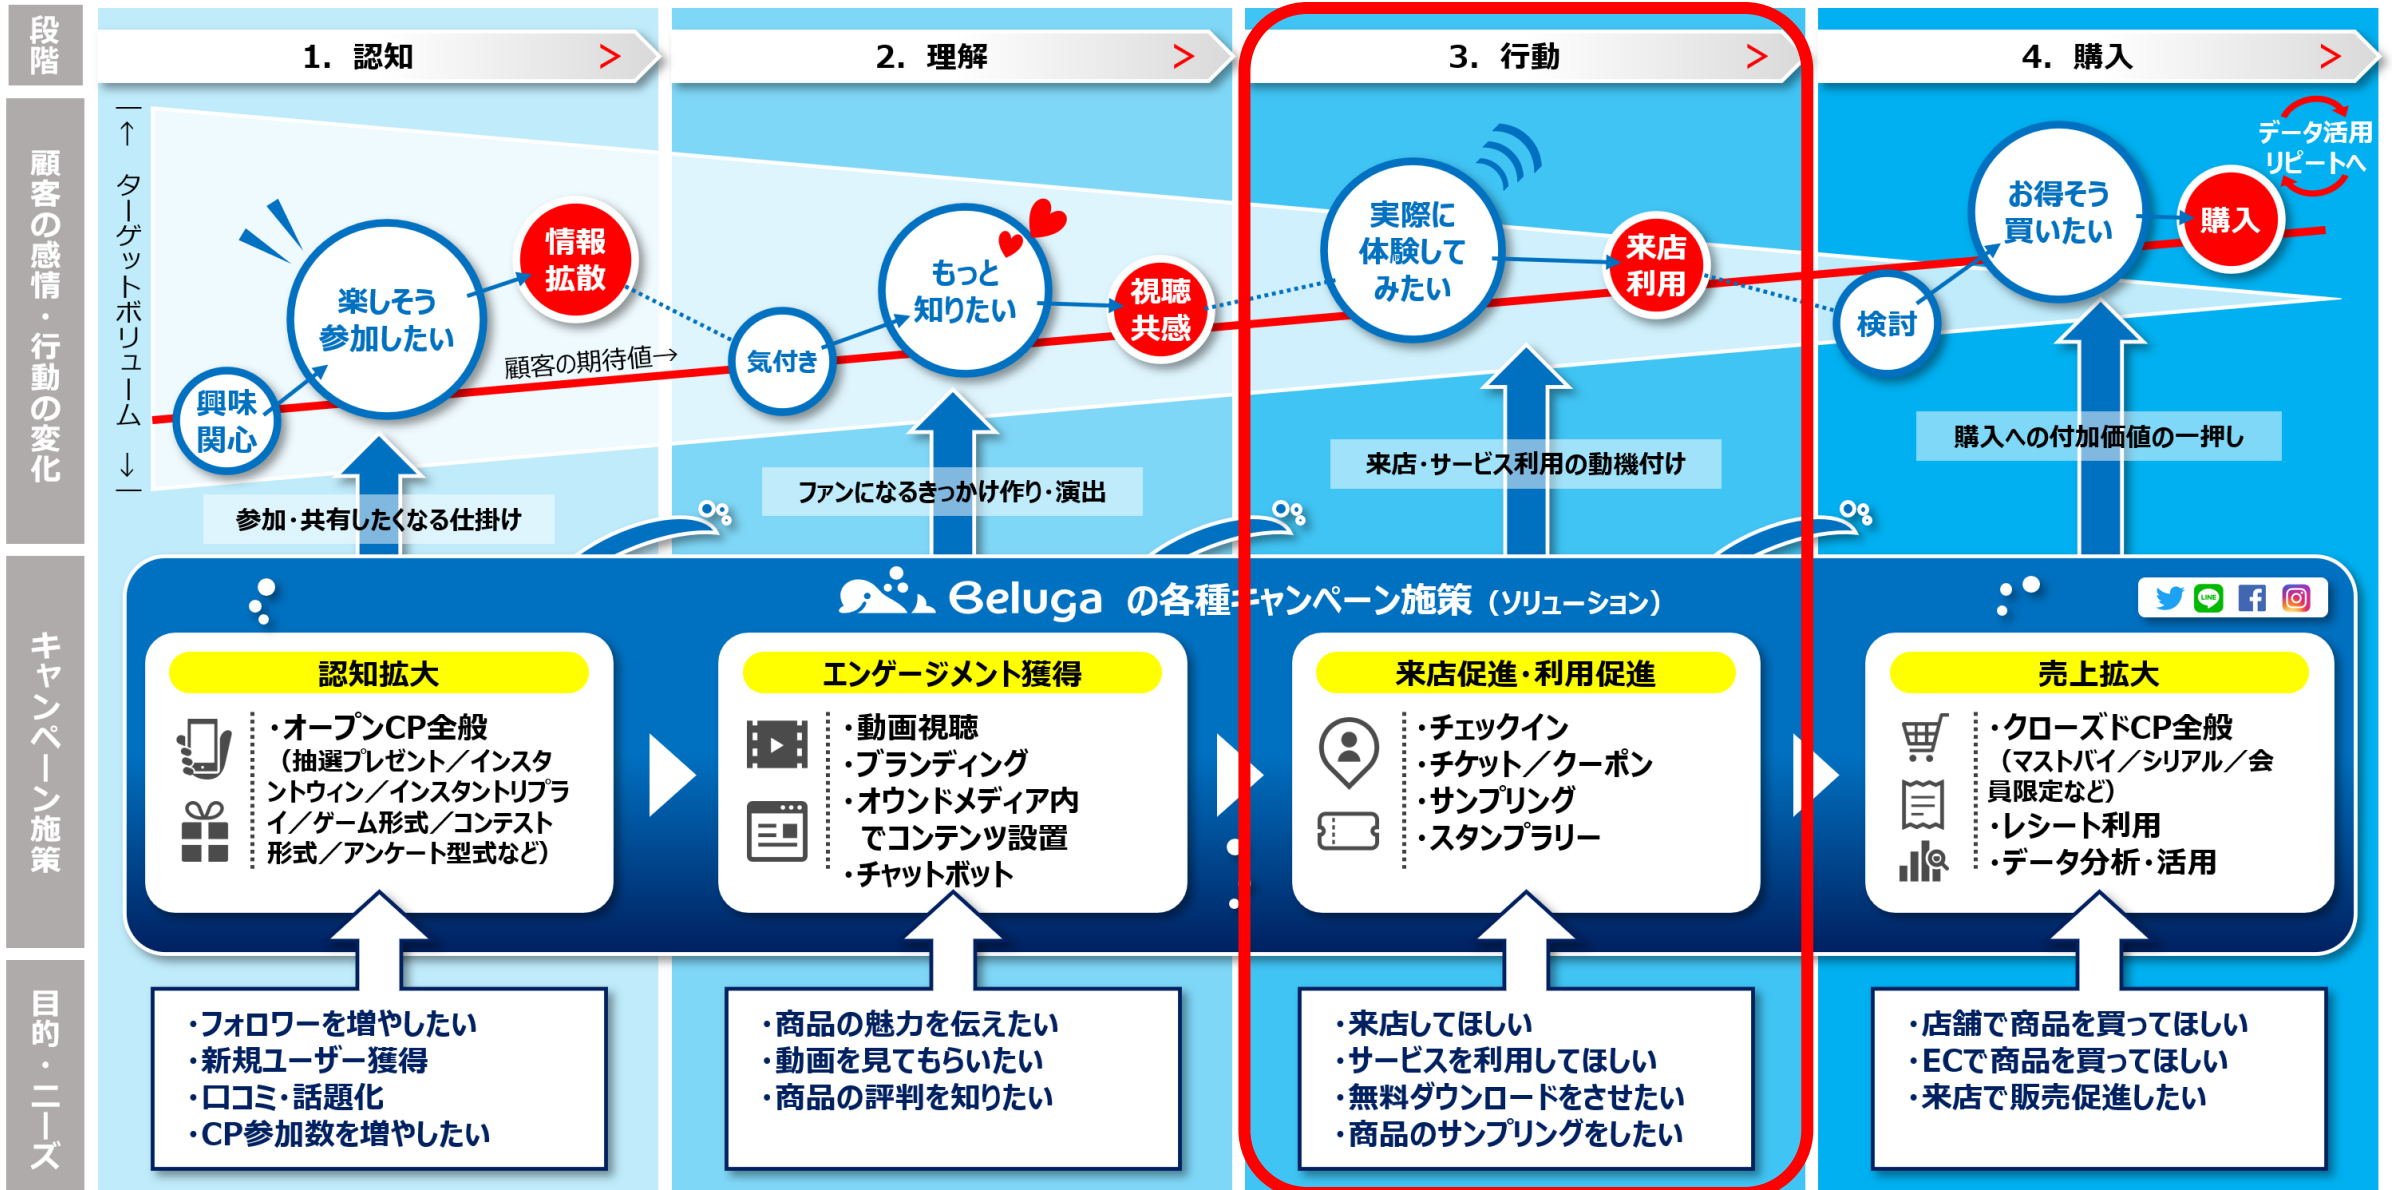 段
階
1. 認知 >
2. 理解 >
3. 行動 >
4. 購入 >
顧客の感情・行動の変化
↑ ターゲットボリューム ↓
興味
関心
楽しそう
参加したい
情報
拡散
顧客の期待値→
気付き
もっと
知りたい
視聴
共感
実際に
体験して
みたい
来店
利用
検討
お得そう
買いたい
購入
データ活用
リピートへ
参加・共有したくなる仕掛け
ファンになるきっかけ作り・演出
来店・サービス利用の動機付け
購入への付加価値の一押し
キャンペーン施策
Beluga の各種キャンペーン施策（ソリューション）
LINE
認知拡大
・オープンCP全般
（抽選プレゼント／インスタ
ントウィン／インスタントリプラ
イ／ゲーム形式／コンテスト
形式／アンケート型式など）
エンゲージメント獲得
・動画視聴
・ブランディング
・オウンドメディア内
でコンテンツ設置
・チャットボット
来店促進・利用促進
・チェックイン
・チケット／クーポン
・サンプリング
・スタンプラリー
売上拡大
・クローズドCP全般
（マストバイ／シリアル／会
員限定など）
・レシート利用
・データ分析・活用
目的・ニーズ
・フォロワーを増やしたい
・新規ユーザー獲得
・口コミ・話題化
・CP参加数を増やしたい
・商品の魅力を伝えたい
・動画を見てもらいたい
・商品の評判を知りたい
・来店してほしい
・サービスを利用してほしい
・無料ダウンロードをさせたい
・商品のサンプリングをしたい
・店舗で商品を買ってほしい
・ECで商品を買ってほしい
・来店で販売促進したい